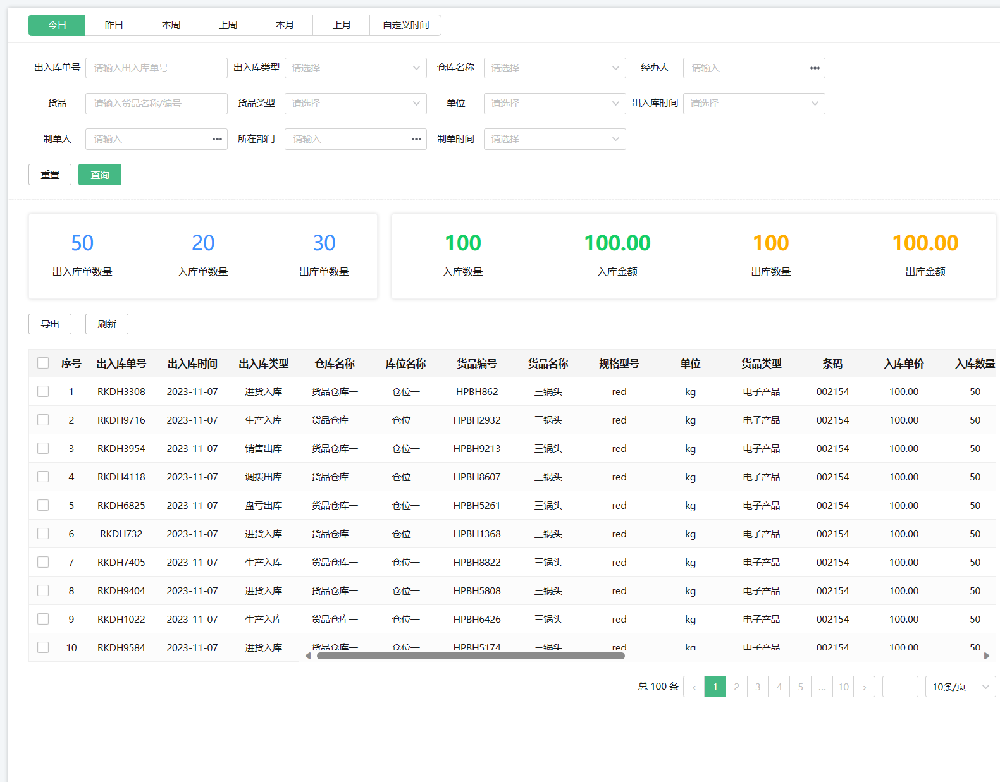 今日 昨日 本周 上周 本月 上月 自定义时间
出入库单号 请输入出入库单号 出入库类型 请选择 仓库名称 请选择 经办人 请输入 •••
货品 请输入货品名称/编号 货品类型 请选择 单位 请选择 出入库时间 请选择
制单人 请输入 ••• 所在部门 请输入 ••• 制单时间 请选择
重置 查询
50 20 30 100 100.00 100 100.00
出入库单数量 入库单数量 出库单数量 入库数量 入库金额 出库数量 出库金额
导出 刷新
序号 出入库单号 出入库时间 出入库类型 仓库名称 库位名称 货品编号 货品名称 规格型号 单位 货品类型 条码 入库单价 入库数量
1 RKDH3308 2023-11-07 进货入库 货品仓库一 仓位一 HPBH862 三锅头 red kg 电子产品 002154 100.00 50
2 RKDH9716 2023-11-07 生产入库 货品仓库一 仓位一 HPBH2932 三锅头 red kg 电子产品 002154 100.00 50
3 RKDH3954 2023-11-07 销售出库 货品仓库一 仓位一 HPBH9213 三锅头 red kg 电子产品 002154 100.00 50
4 RKDH4118 2023-11-07 调拨出库 货品仓库一 仓位一 HPBH8607 三锅头 red kg 电子产品 002154 100.00 50
5 RKDH6825 2023-11-07 盘亏出库 货品仓库一 仓位一 HPBH5261 三锅头 red kg 电子产品 002154 100.00 50
6 RKDH732 2023-11-07 进货入库 货品仓库一 仓位一 HPBH1368 三锅头 red kg 电子产品 002154 100.00 50
7 RKDH7405 2023-11-07 生产入库 货品仓库一 仓位一 HPBH8822 三锅头 red kg 电子产品 002154 100.00 50
8 RKDH9404 2023-11-07 进货入库 货品仓库一 仓位一 HPBH5808 三锅头 red kg 电子产品 002154 100.00 50
9 RKDH1022 2023-11-07 生产入库 货品仓库一 仓位一 HPBH6426 三锅头 red kg 电子产品 002154 100.00 50
10 RKDH9584 2023-11-07 进货入库 货品仓库一 仓位一 HPBH5174 三锅头 red kg 电子产品 002154 100.00 50
总 100 条 ‹ 1 2 3 4 5 ... 10 › 10条/页